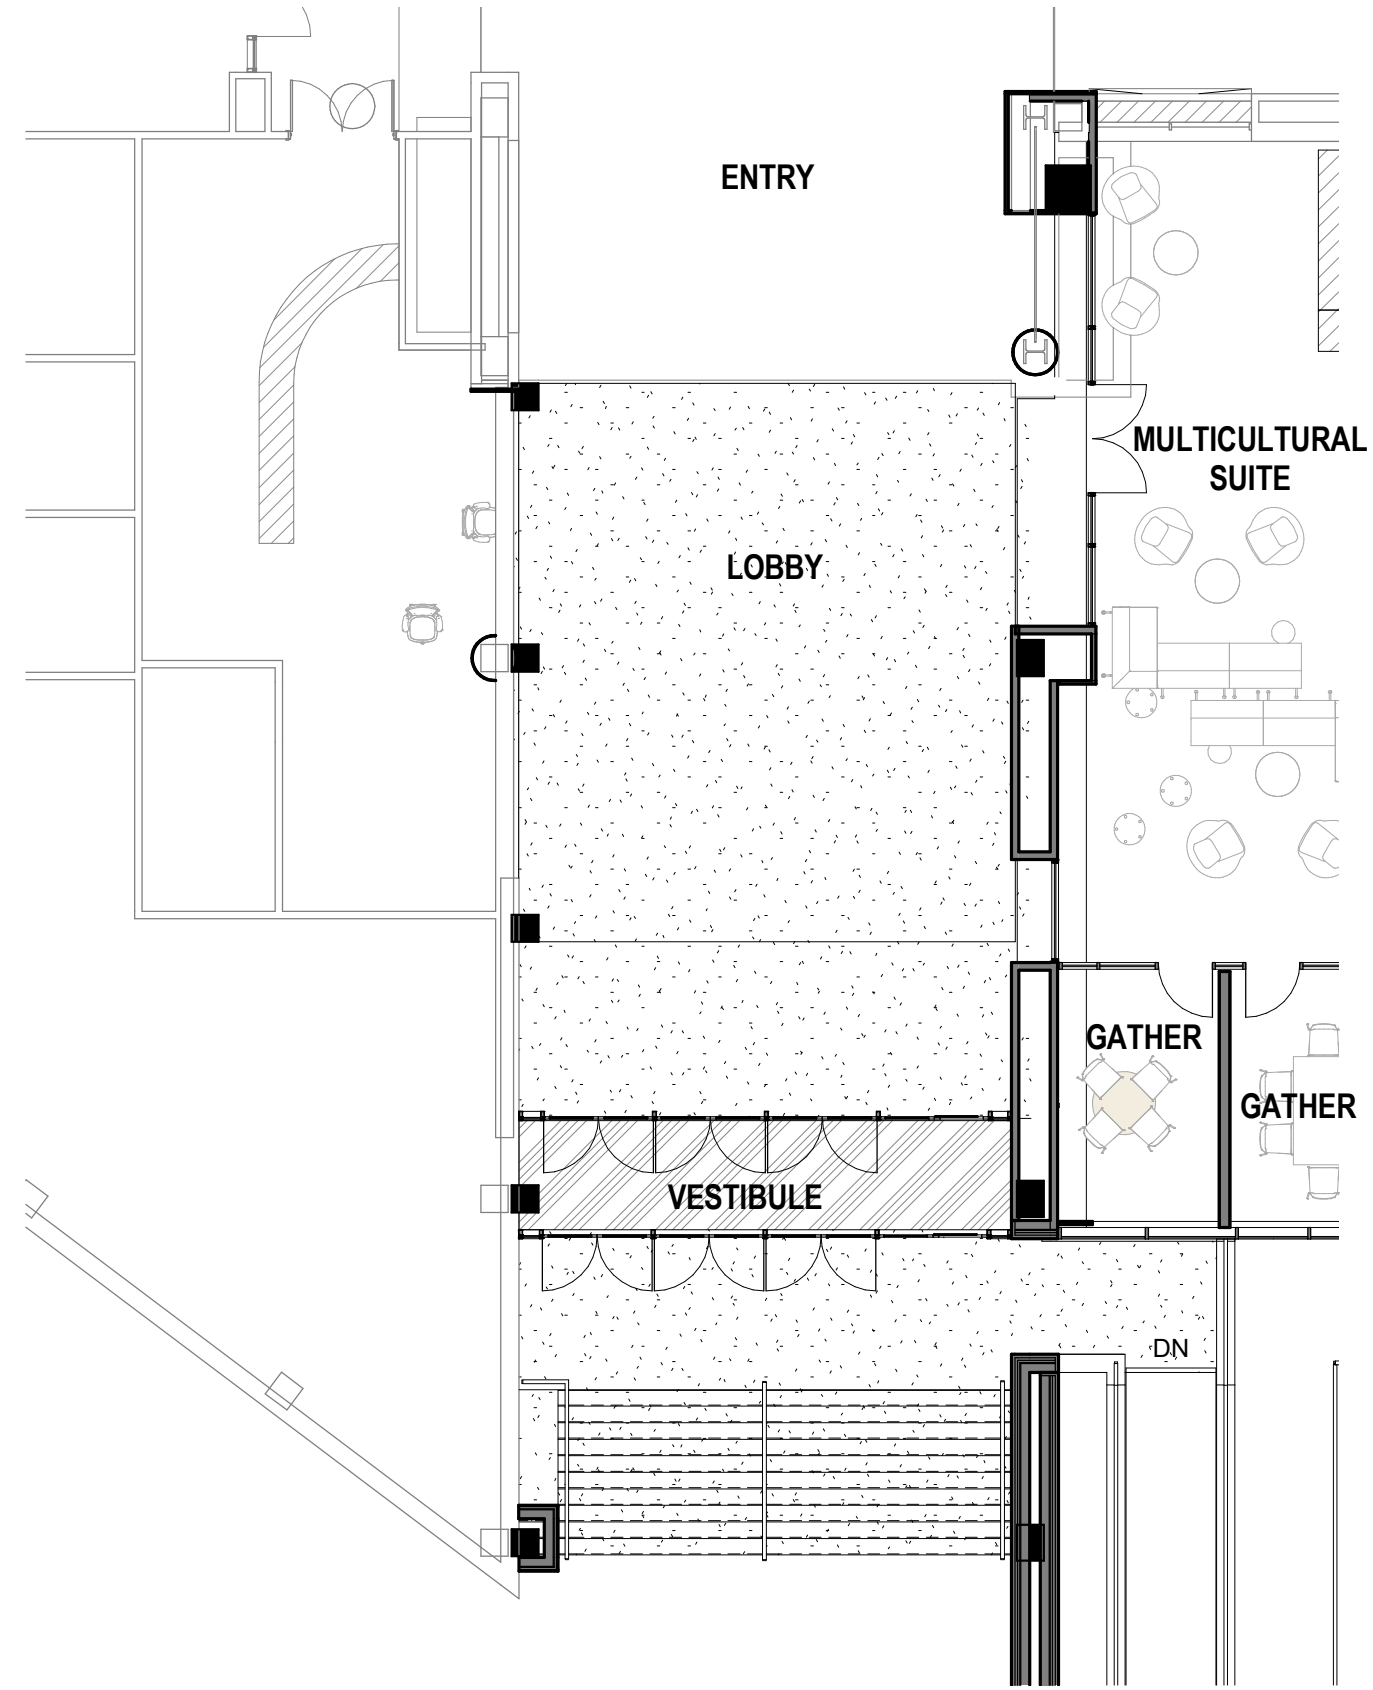 ENTRY
MULTICULTURAL
SUITE
LOBBY
GATHER
GATHER
VESTIBULE
DN